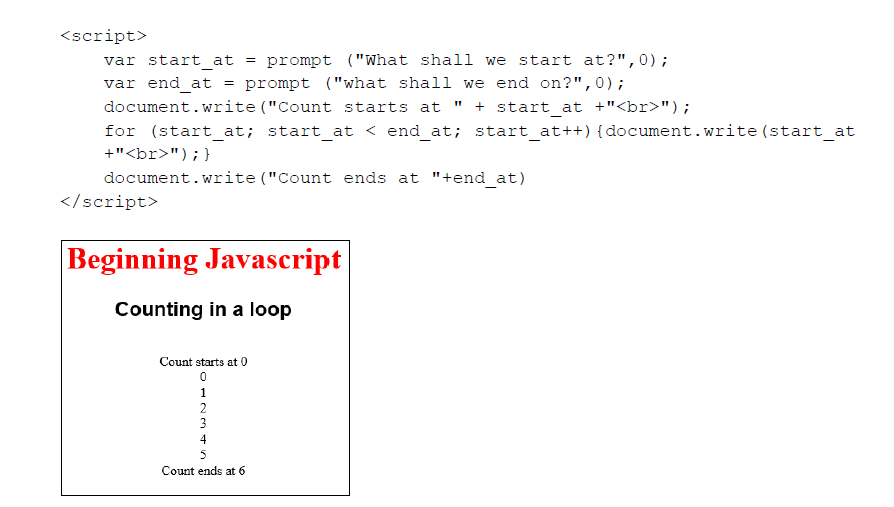 <script>
var start_at = prompt ("What shall we start at?",0);
var end_at = prompt ("what shall we end on?",0);
document.write("Count starts at " + start_at +"<br>");
for (start_at; start_at < end_at; start_at++){document.write(start_at
+"<br>");}
document.write("Count ends at "+end_at)
</script>
Beginning Javascript
Counting in a loop
Count starts at 0
0
1
2
3
4
5
Count ends at 6